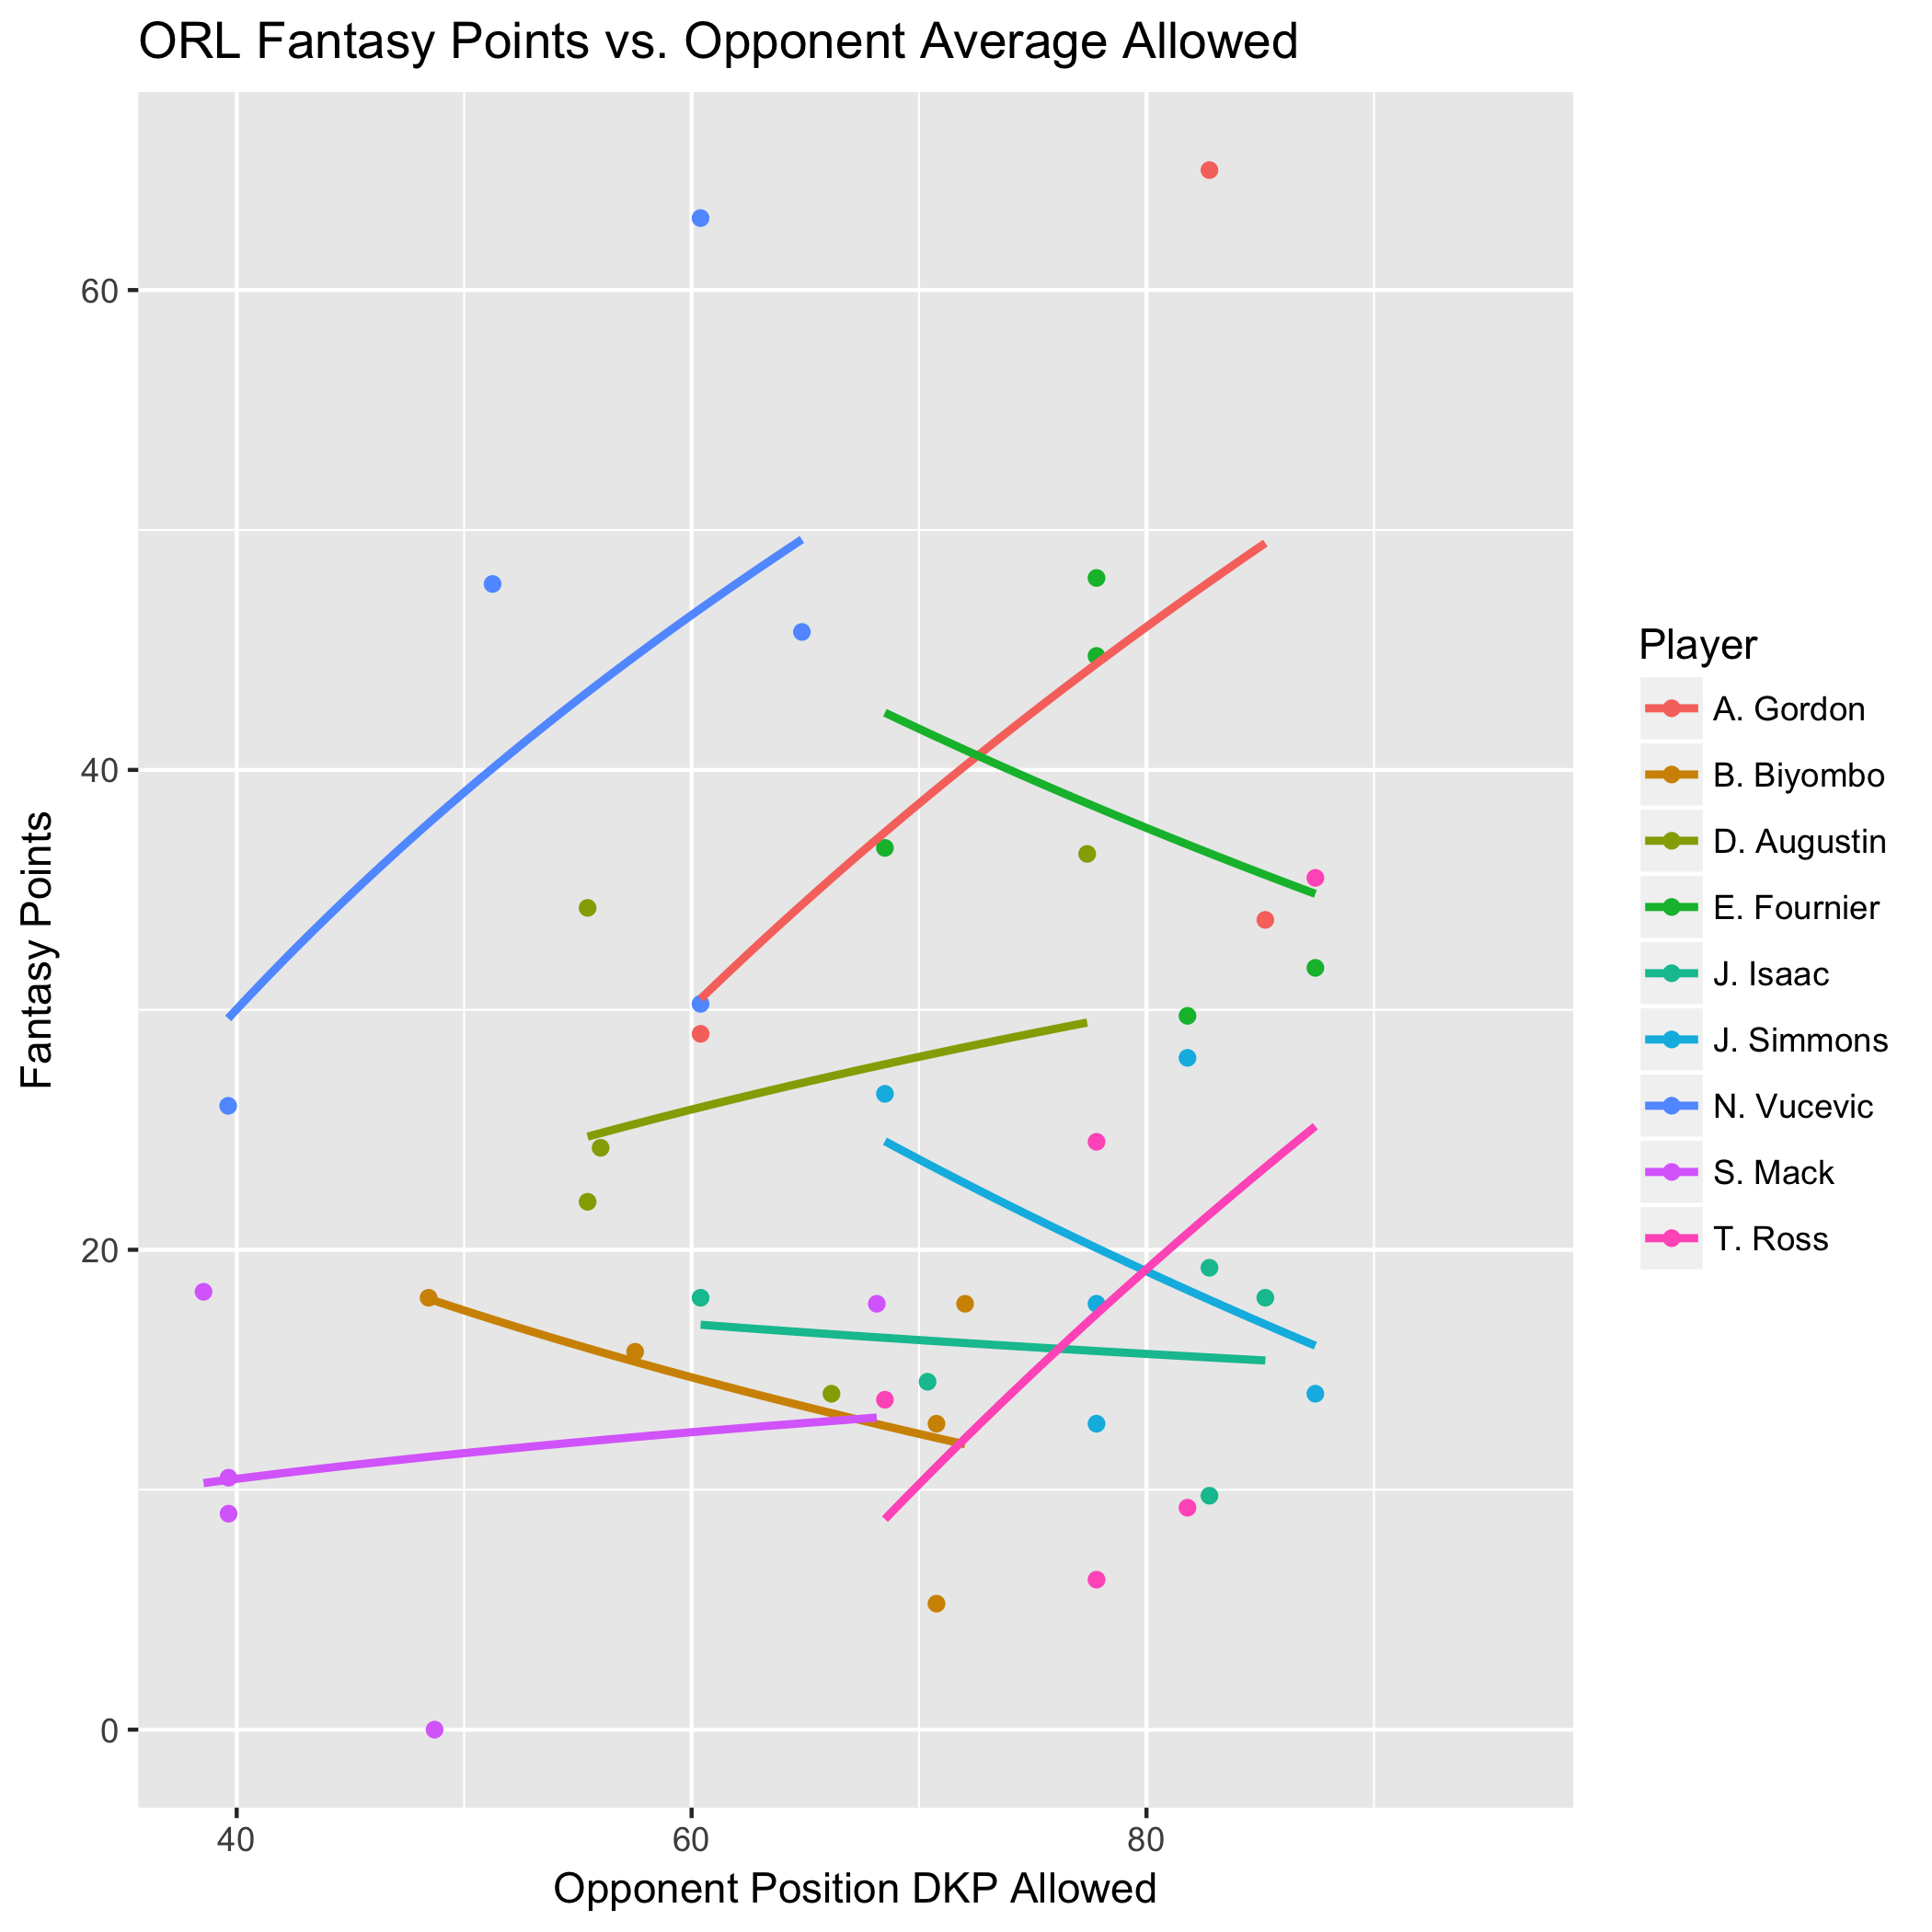 ORL Fantasy Points vs. Opponent Average Allowed
Fantasy Points
60
40
20
0
40 60 80
Opponent Position DKP Allowed
Player
A. Gordon
B. Biyombo
D. Augustin
E. Fournier
J. Isaac
J. Simmons
N. Vucevic
S. Mack
T. Ross